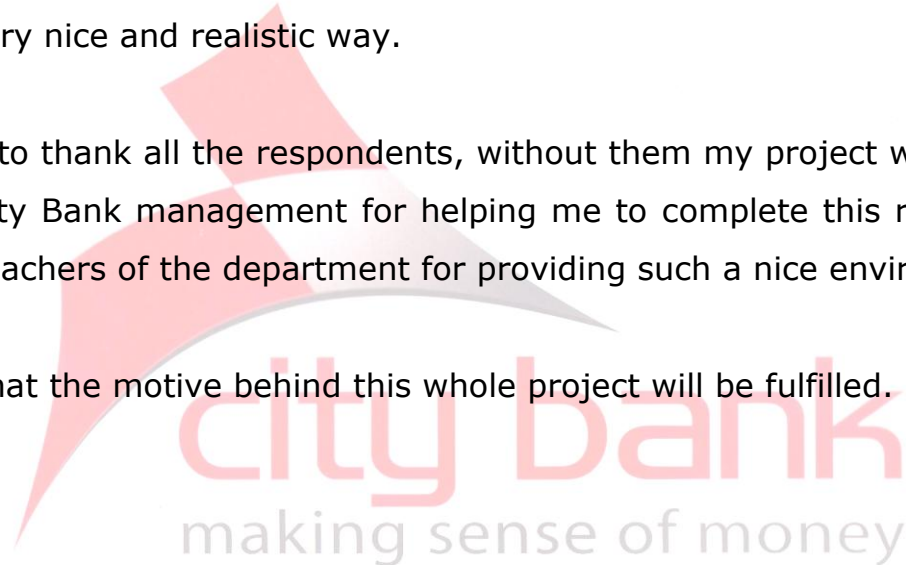 ry nice and realistic way.
to thank all the respondents, without them my project w
ty Bank management for helping me to complete this r
achers of the department for providing such a nice envir
hat the motive behind this whole project will be fulfilled.
city bank
making sense of money